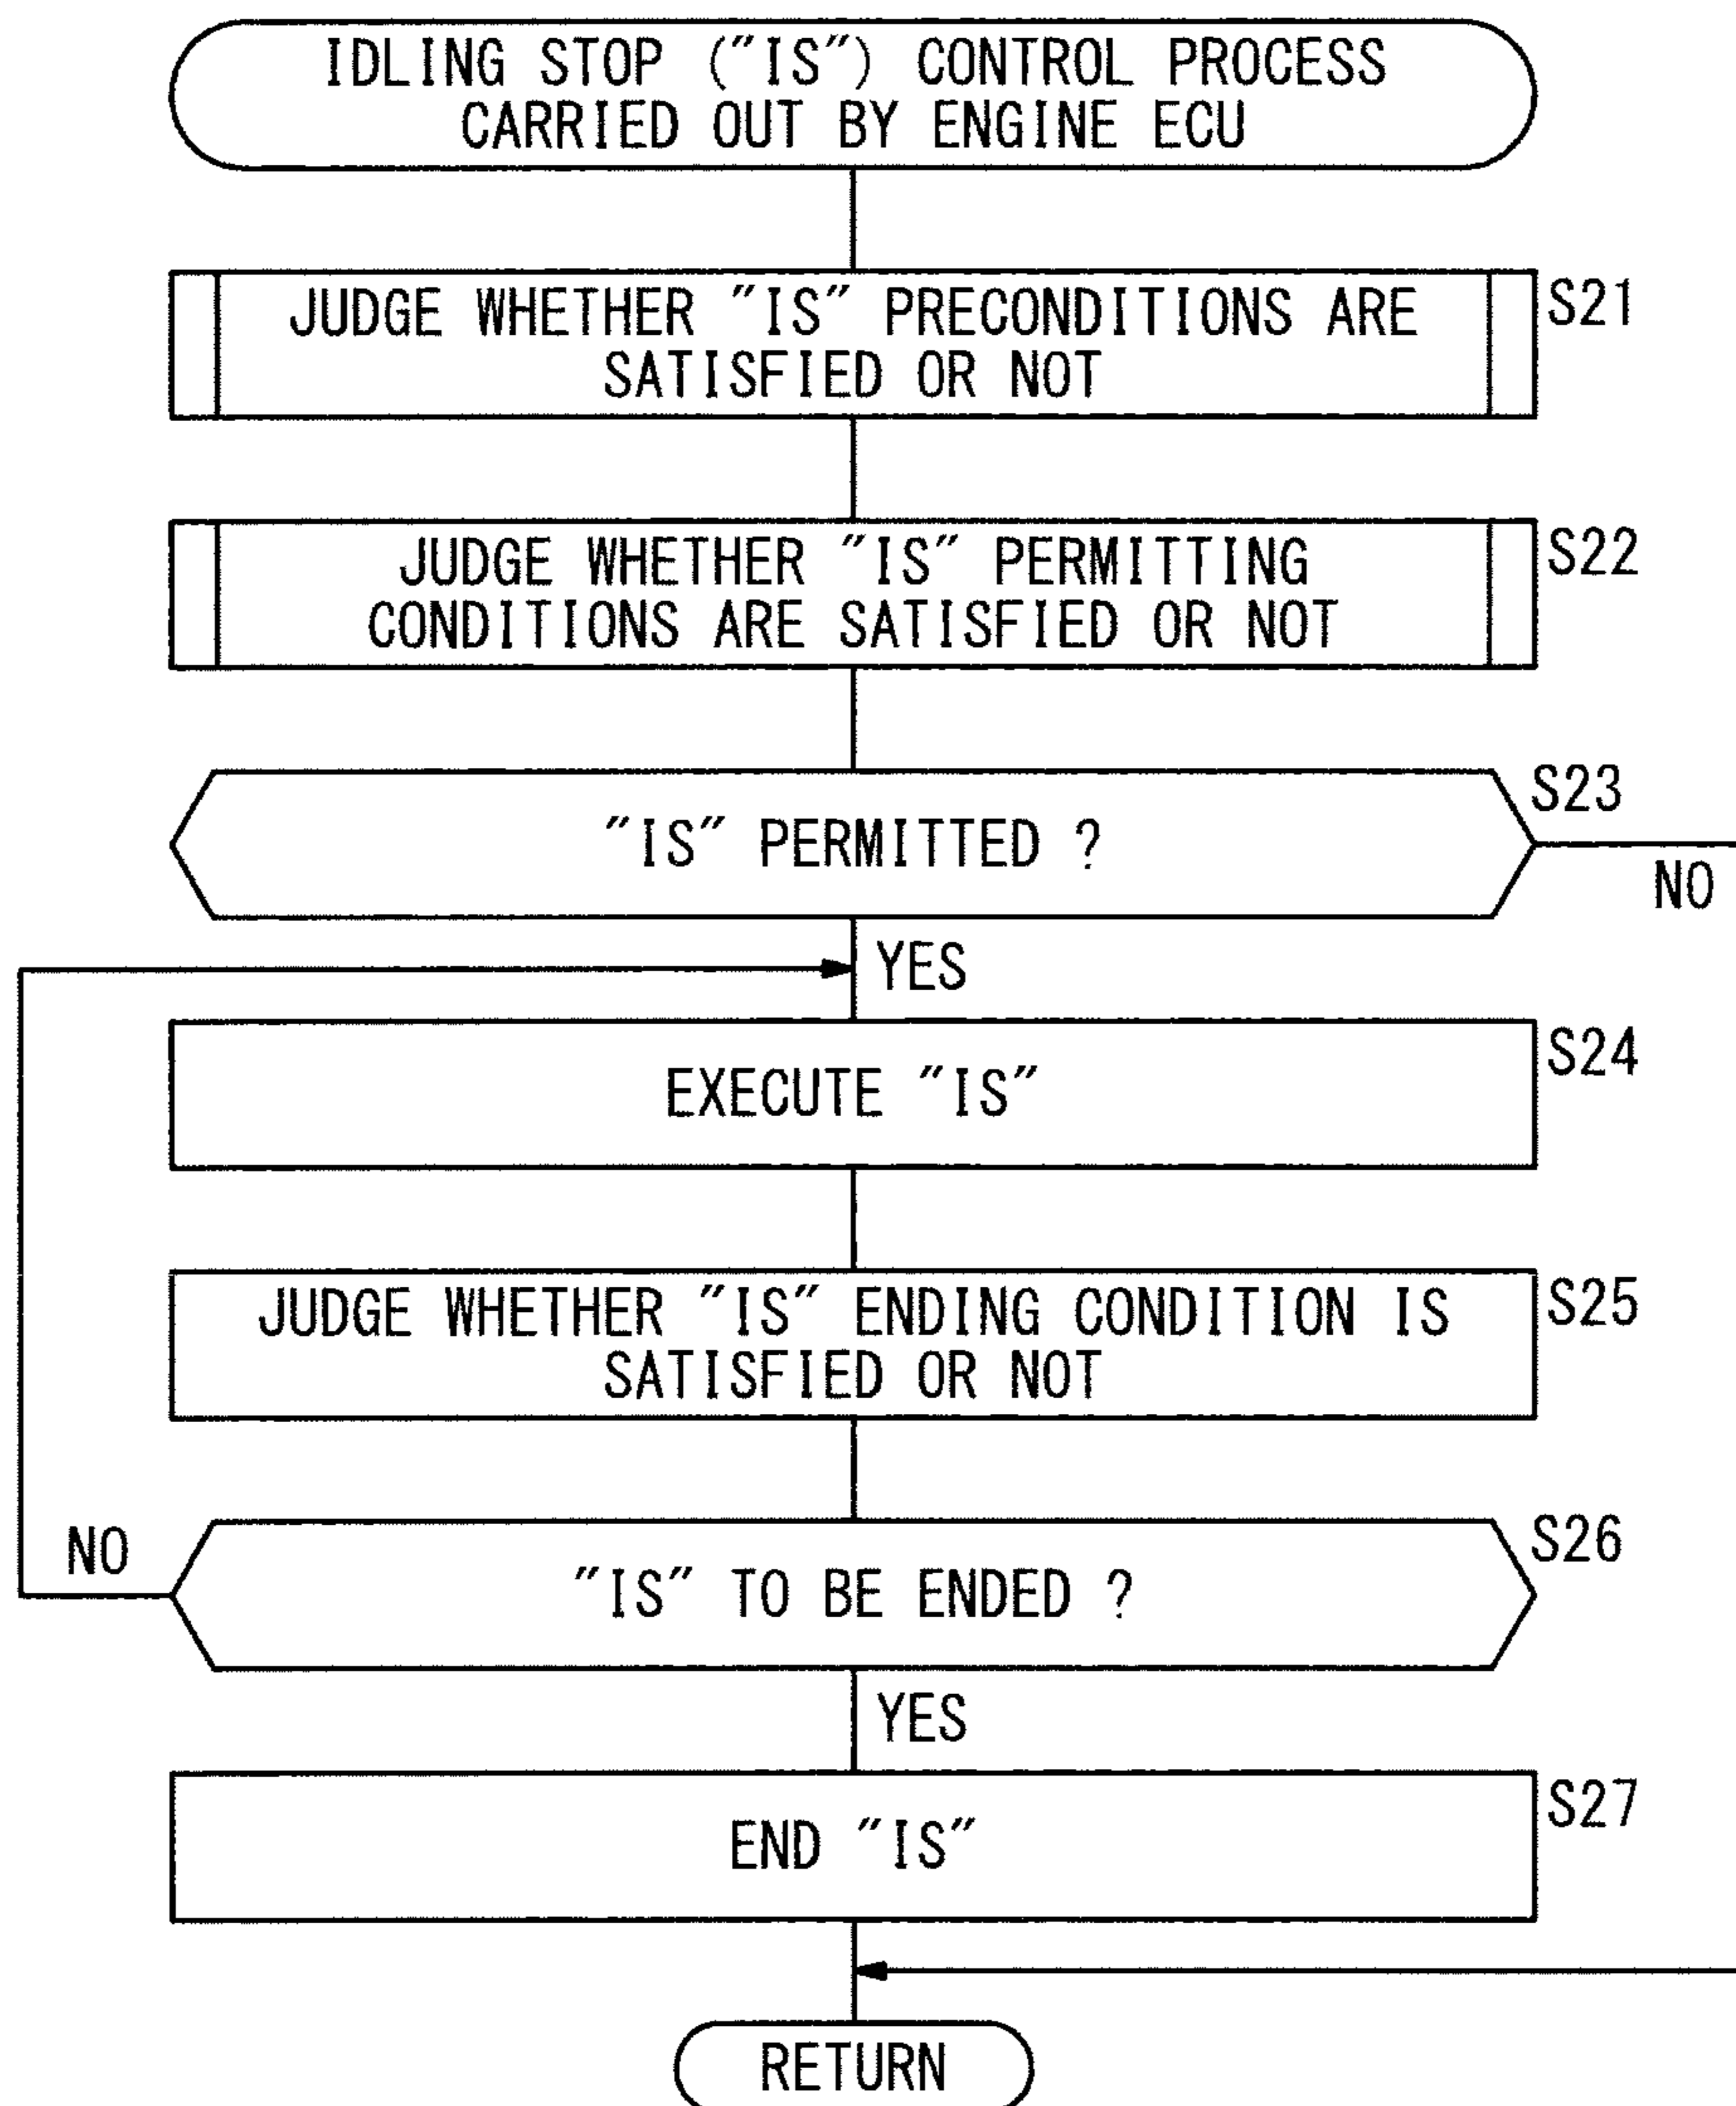 IDLING STOP ("IS") CONTROL PROCESS
CARRIED OUT BY ENGINE ECU
JUDGE WHETHER "IS" PRECONDITIONS ARE
SATISFIED OR NOT
S21
JUDGE WHETHER "IS" PERMITTING
CONDITIONS ARE SATISFIED OR NOT
S22
"IS" PERMITTED ?
S23
NO
YES
EXECUTE "IS"
S24
JUDGE WHETHER "IS" ENDING CONDITION IS
SATISFIED OR NOT
S25
NO
"IS" TO BE ENDED ?
S26
YES
END "IS"
S27
RETURN